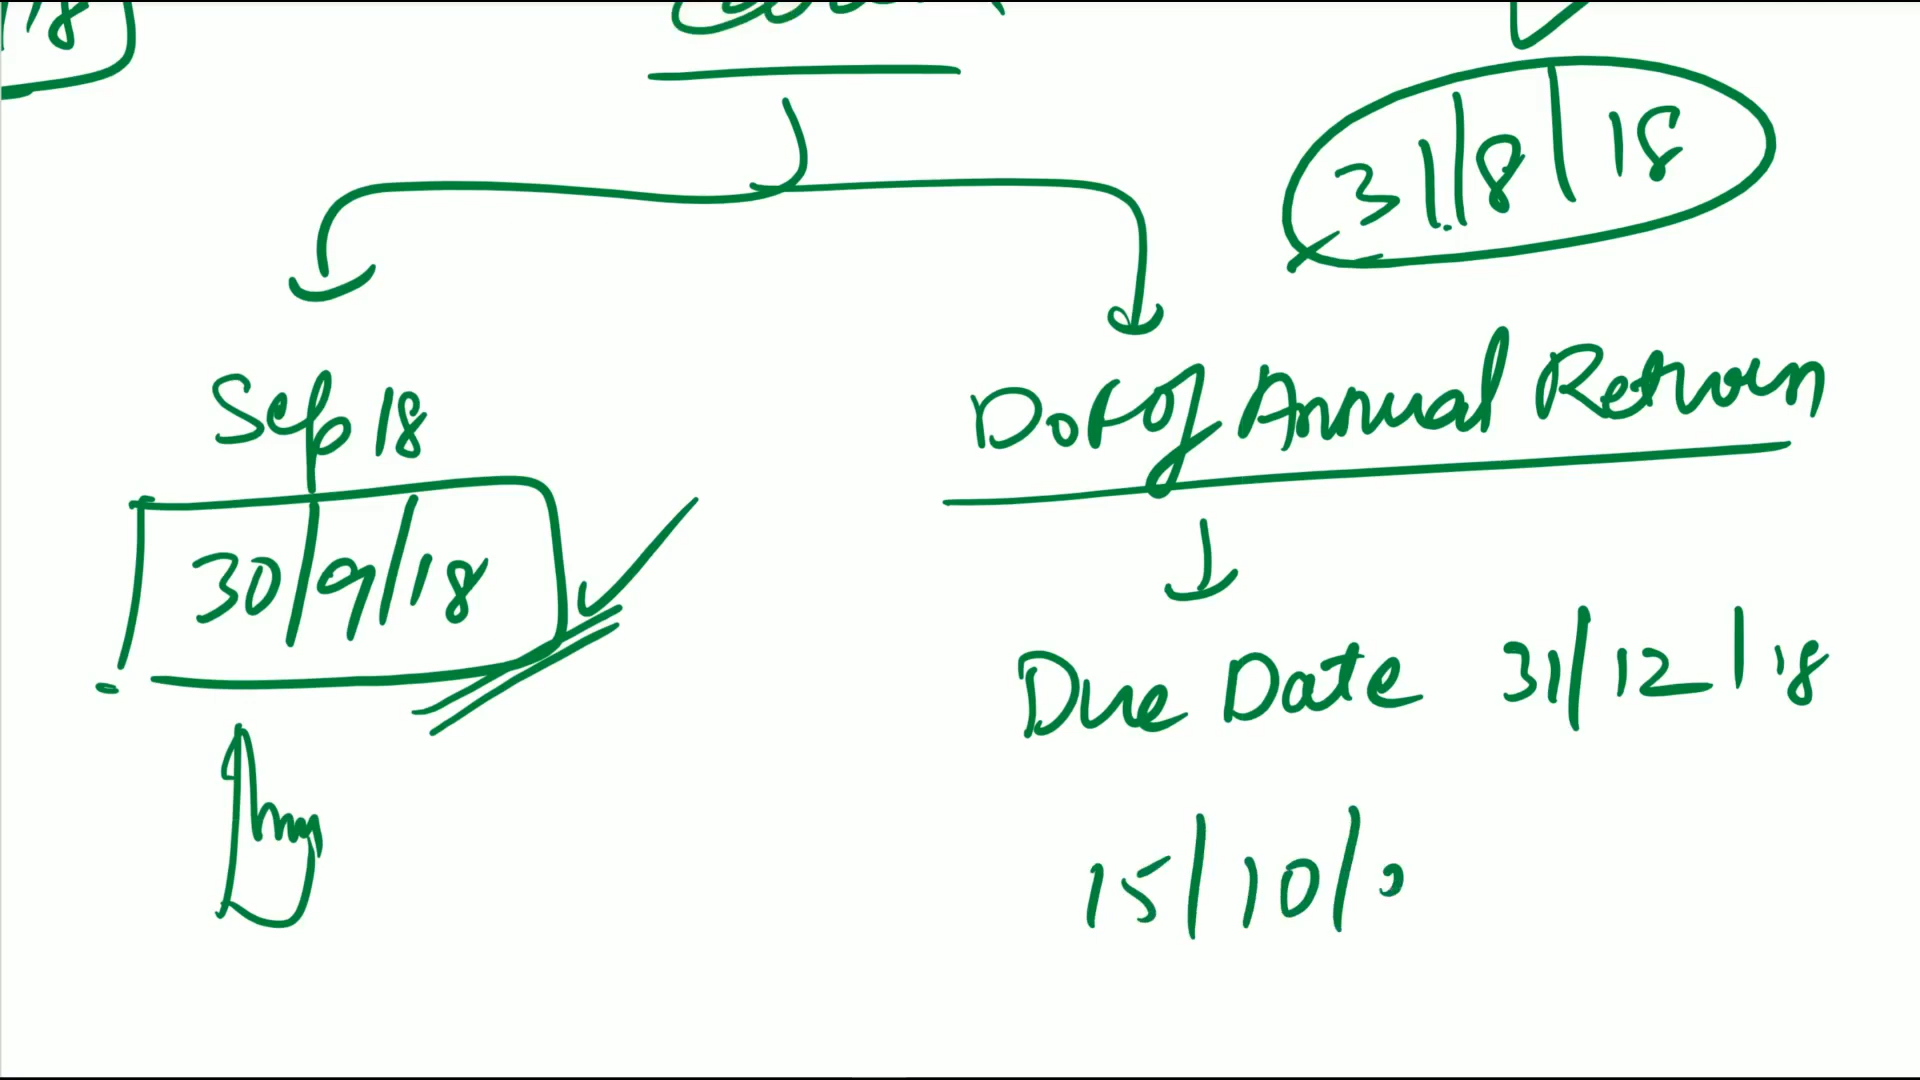 18
31/8/18
Sep 18
DoF of Annual Return
30/9/18
Due Date 31/12/18
15/10/